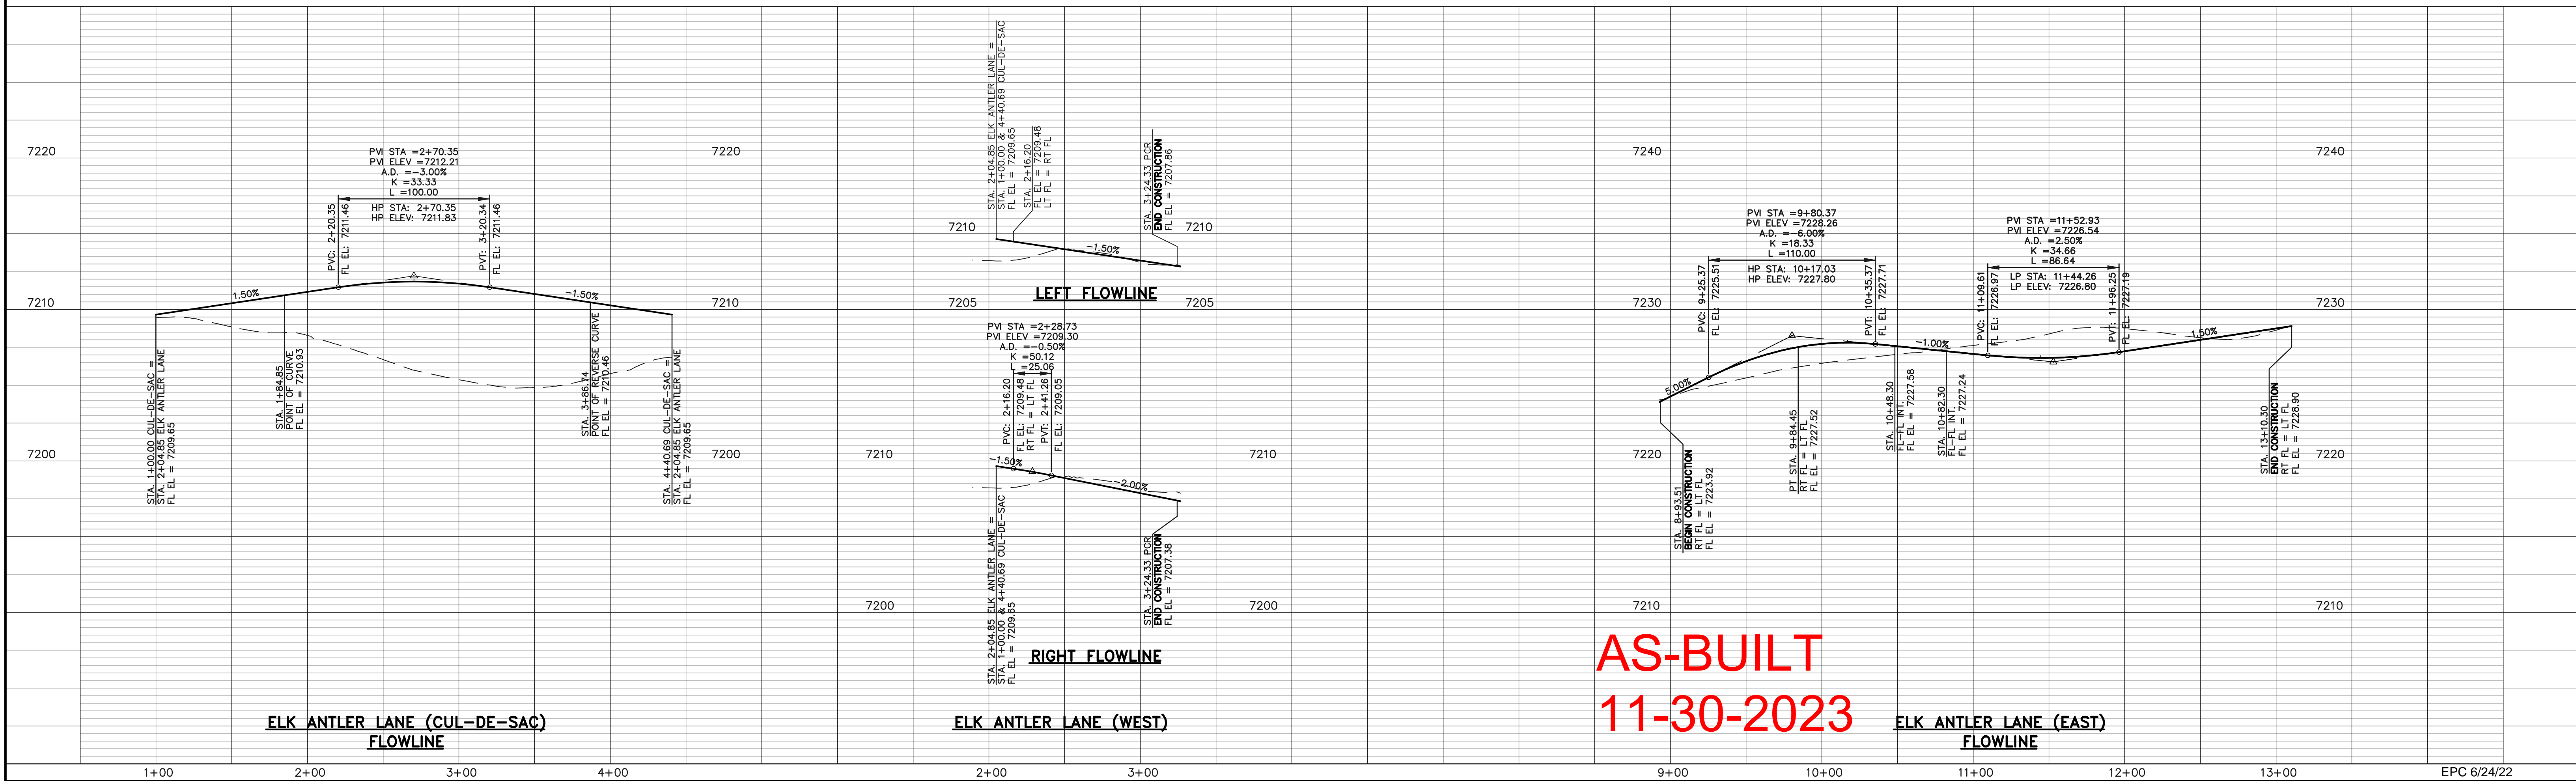 7220
7220
PVI STA =2+70.35
PVI ELEV =7212.21
A.D. =-3.00%
K =33.33
L =100.00
HP STA: 2+70.35
HP ELEV: 7211.83
PVC: 2+20.35
FL EL: 7211.46
PVT: 3+20.34
FL EL: 7211.46
7210
7210
1.50%
-1.50%
STA. 1+00.00 CUL-DE-SAC =
STA. 2+04.85 ELK ANTLER LANE
FL EL = 7209.65
STA. 1+84.85
POINT OF CURVE
FL EL = 7210.93
STA. 3+86.74
POINT OF REVERSE CURVE
FL EL = 7210.46
STA. 4+40.69 CUL-DE-SAC =
STA. 2+04.85 ELK ANTLER LANE
FL EL = 7209.65
7200
7200
ELK ANTLER LANE (CUL-DE-SAC)
FLOWLINE
1+00
2+00
3+00
4+00
STA. 2+04.85 ELK ANTLER LANE =
STA. 1+00.00 & 4+40.69 CUL-DE-SAC
FL EL = 7209.65
STA. 2+16.20
FL EL = 7209.48
LT FL = RT FL
STA. 3+24.33 PCR
END CONSTRUCTION
FL EL = 7207.86
7210
7210
-1.50%
7205
7205
LEFT FLOWLINE
PVI STA =2+28.73
PVI ELEV =7209.30
A.D. =-0.50%
K =50.12
L =25.06
PVC: 2+16.20
FL EL: 7209.48
RT FL = LT FL
PVT: 2+41.26
FL EL: 7209.05
7210
7210
-1.50%
-2.00%
STA. 2+04.85 ELK ANTLER LANE =
STA. 1+00.00 & 4+40.69 CUL-DE-SAC
FL EL = 7209.65
STA. 3+24.33 PCR
END CONSTRUCTION
FL EL = 7207.38
7200
7200
RIGHT FLOWLINE
ELK ANTLER LANE (WEST)
2+00
3+00
7240
7240
PVI STA =9+80.37
PVI ELEV =7228.26
A.D. =-6.00%
K =18.33
L =110.00
HP STA: 10+17.03
HP ELEV: 7227.80
PVC: 9+25.37
FL EL: 7225.51
PVT: 10+35.37
FL EL: 7227.71
PVI STA =11+52.93
PVI ELEV =7226.54
A.D. =2.50%
K =34.66
L =86.64
LP STA: 11+44.26
LP ELEV: 7226.80
PVC: 11+09.61
FL EL: 7226.97
PVT: 11+96.25
FL EL: 7227.19
7230
7230
5.00%
-1.00%
1.50%
STA. 8+93.51
BEGIN CONSTRUCTION
RT FL = LT FL
FL EL = 7223.92
PT STA. 9+84.45
RT FL = LT FL
FL EL = 7227.52
STA. 10+48.30
FL-FL INT.
FL EL = 7227.58
STA. 10+82.30
FL-FL INT.
FL EL = 7227.24
STA. 13+10.30
END CONSTRUCTION
RT FL = LT FL
FL EL = 7228.90
7220
7220
7210
7210
AS-BUILT
11-30-2023
ELK ANTLER LANE (EAST)
FLOWLINE
9+00
10+00
11+00
12+00
13+00
EPC 6/24/22